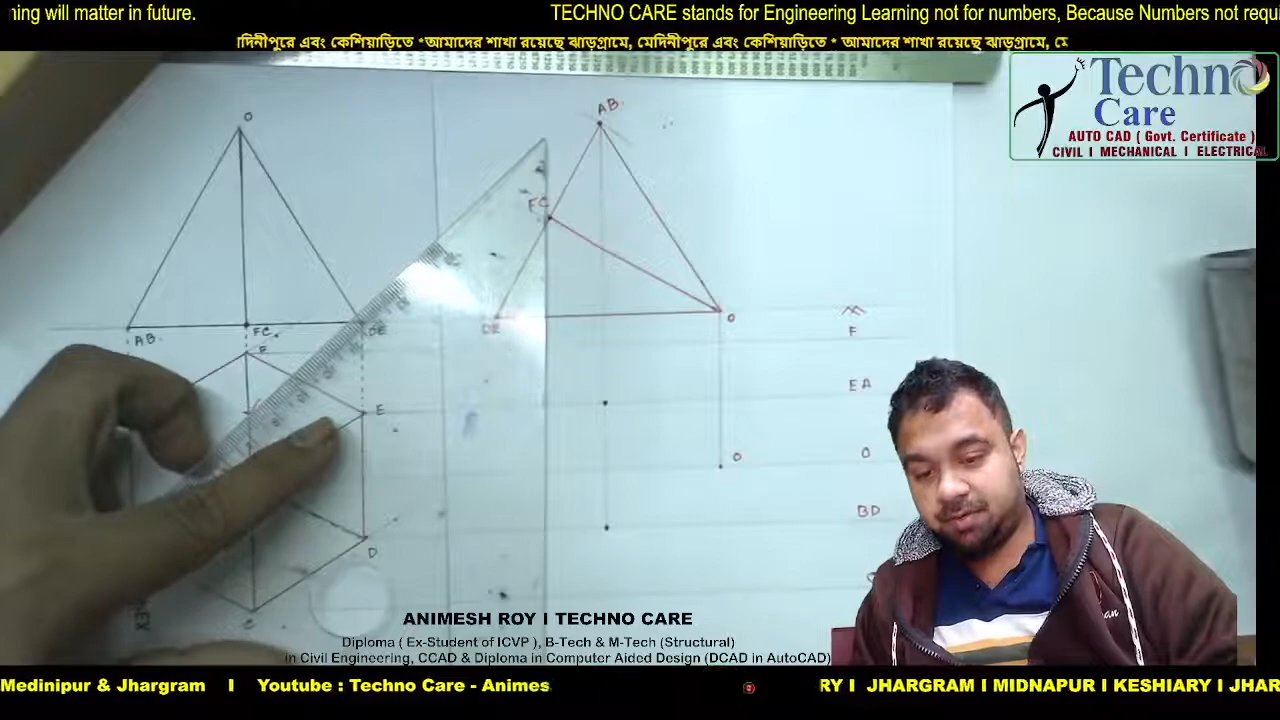 ning will matter in future. TECHNO CARE stands for Engineering Learning not for numbers, Because Numbers not requi
দিনীপুরে এবং কেশিয়াড়িতে * আমাদের শাখা রয়েছে ঝাড়গ্রামে, মেদিনীপুরে এবং কেশিয়াড়িতে * আমাদের শাখা রয়েছে ঝাড়গ্রামে, মে
Techno
Care
AUTO CAD ( Govt. Certificate )
CIVIL I MECHANICAL I ELECTRICAL
O
AB.
FC
AB.
FC
DE
DE
O
F
F
E
EA
O
O
BD
D
C
ANIMESH ROY I TECHNO CARE
Diploma ( Ex-Student of ICVP ), B-Tech & M-Tech (Structural)
in Civil Engineering, CCAD & Diploma in Computer Aided Design (DCAD in AutoCAD)
Medinipur & Jhargram I Youtube : Techno Care - Animes
RY I JHARGRAM I MIDNAPUR I KESHIARY I JHAR